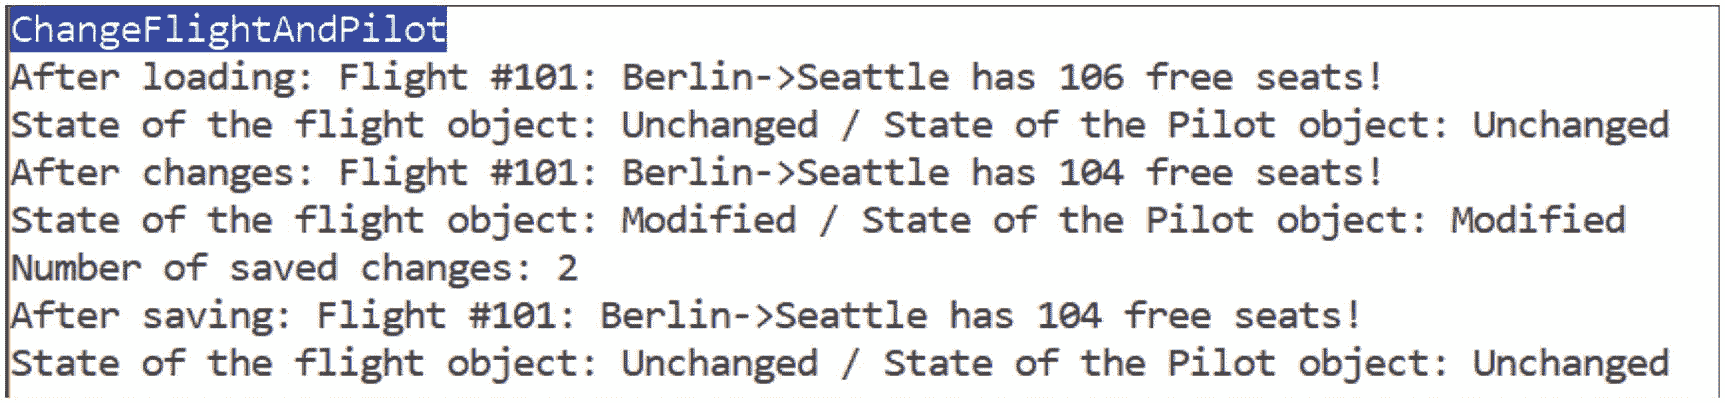 ChangeFlightAndPilot
After loading: Flight #101: Berlin->Seattle has 106 free seats!
State of the flight object: Unchanged / State of the Pilot object: Unchanged
After changes: Flight #101: Berlin->Seattle has 104 free seats!
State of the flight object: Modified / State of the Pilot object: Modified
Number of saved changes: 2
After saving: Flight #101: Berlin->Seattle has 104 free seats!
State of the flight object: Unchanged / State of the Pilot object: Unchanged